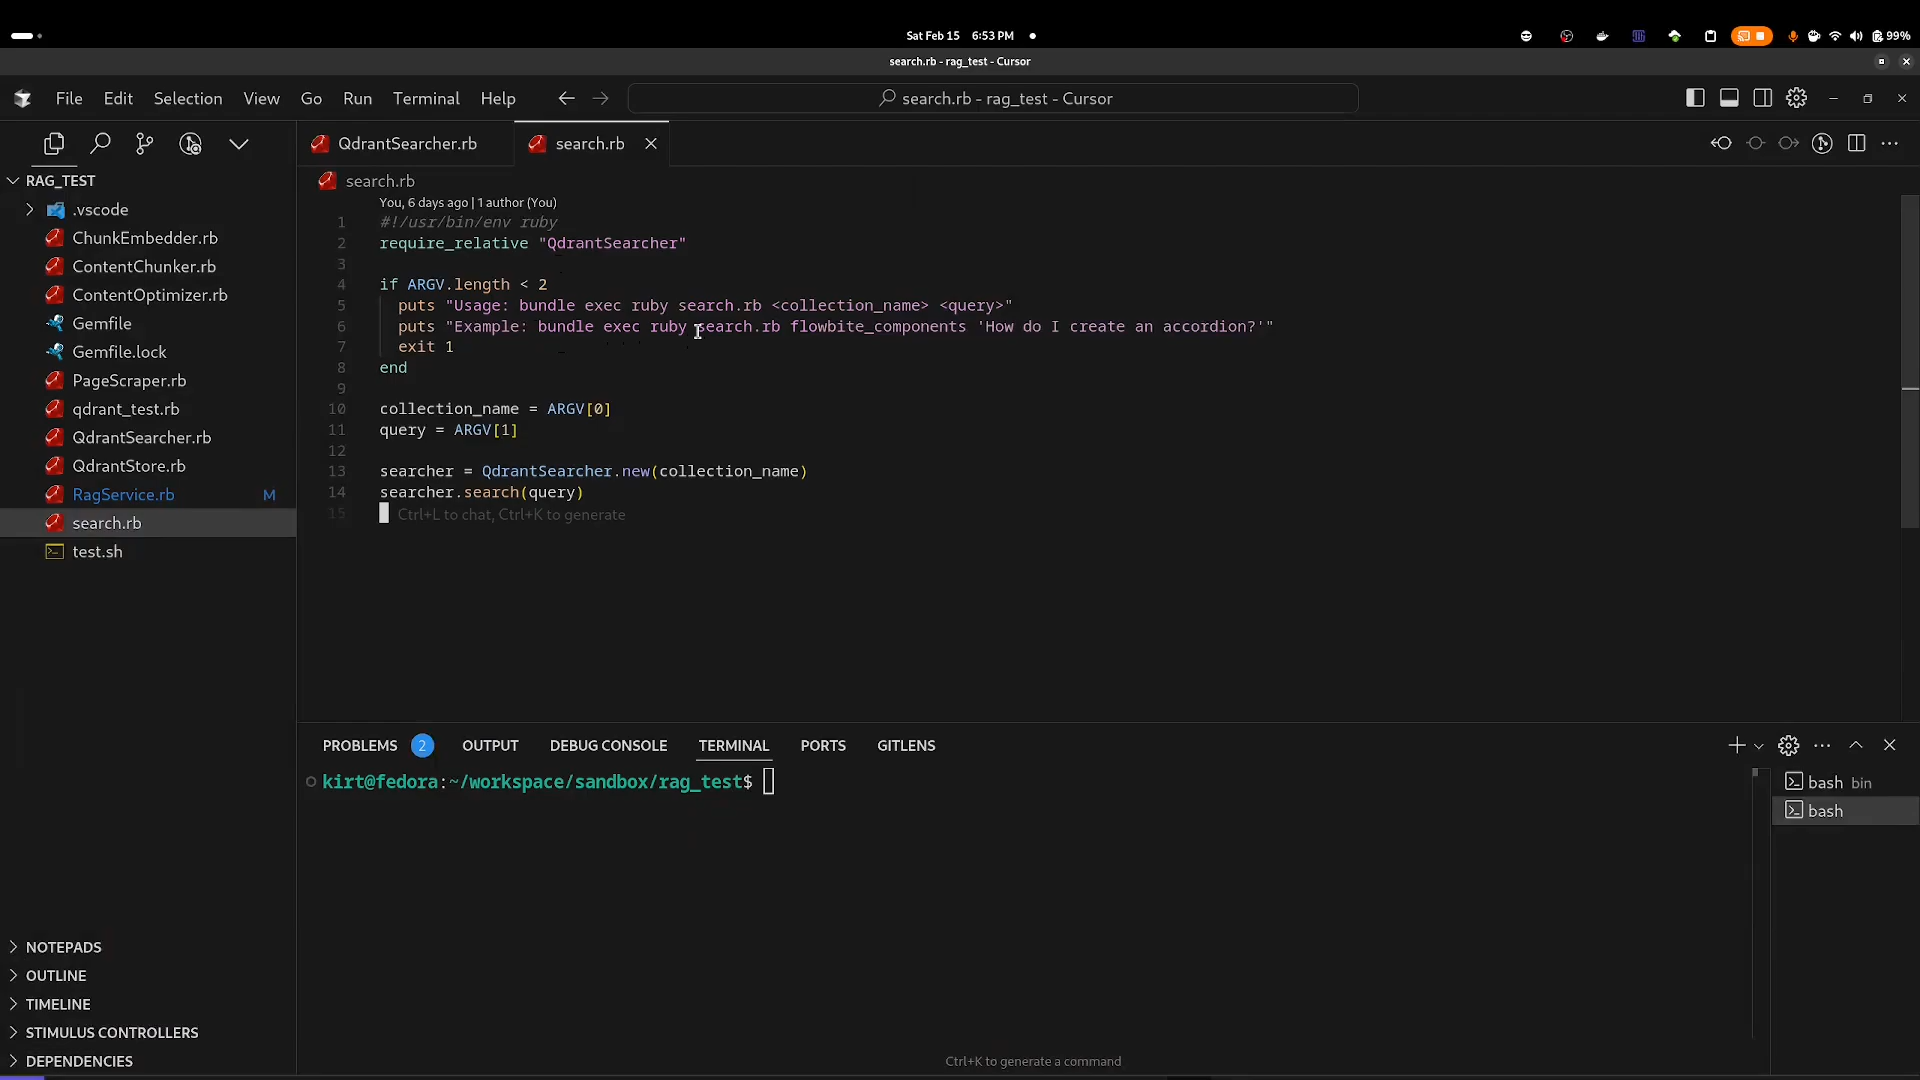 Sat Feb 15 6:53 PM
99%
search.rb - rag_test - Cursor
File Edit Selection View Go Run Terminal Help
search.rb - rag_test - Cursor
QdrantSearcher.rb
search.rb
RAG_TEST
.vscode
ChunkEmbedder.rb
ContentChunker.rb
ContentOptimizer.rb
Gemfile
Gemfile.lock
PageScraper.rb
qdrant_test.rb
QdrantSearcher.rb
QdrantStore.rb
RagService.rb M
search.rb
test.sh
NOTEPADS
OUTLINE
TIMELINE
STIMULUS CONTROLLERS
DEPENDENCIES
search.rb
You, 6 days ago | 1 author (You)
1 #!/usr/bin/env ruby
2 require_relative "QdrantSearcher"
3
4 if ARGV.length < 2
5 puts "Usage: bundle exec ruby search.rb <collection_name> <query>"
6 puts "Example: bundle exec ruby search.rb flowbite_components 'How do I create an accordion?'"
7 exit 1
8 end
9
10 collection_name = ARGV[0]
11 query = ARGV[1]
12
13 searcher = QdrantSearcher.new(collection_name)
14 searcher.search(query)
15 Ctrl+L to chat, Ctrl+K to generate
PROBLEMS 2 OUTPUT DEBUG CONSOLE TERMINAL PORTS GITLENS
kirt@fedora:~/workspace/sandbox/rag_test$
bash bin
bash
Ctrl+K to generate a command